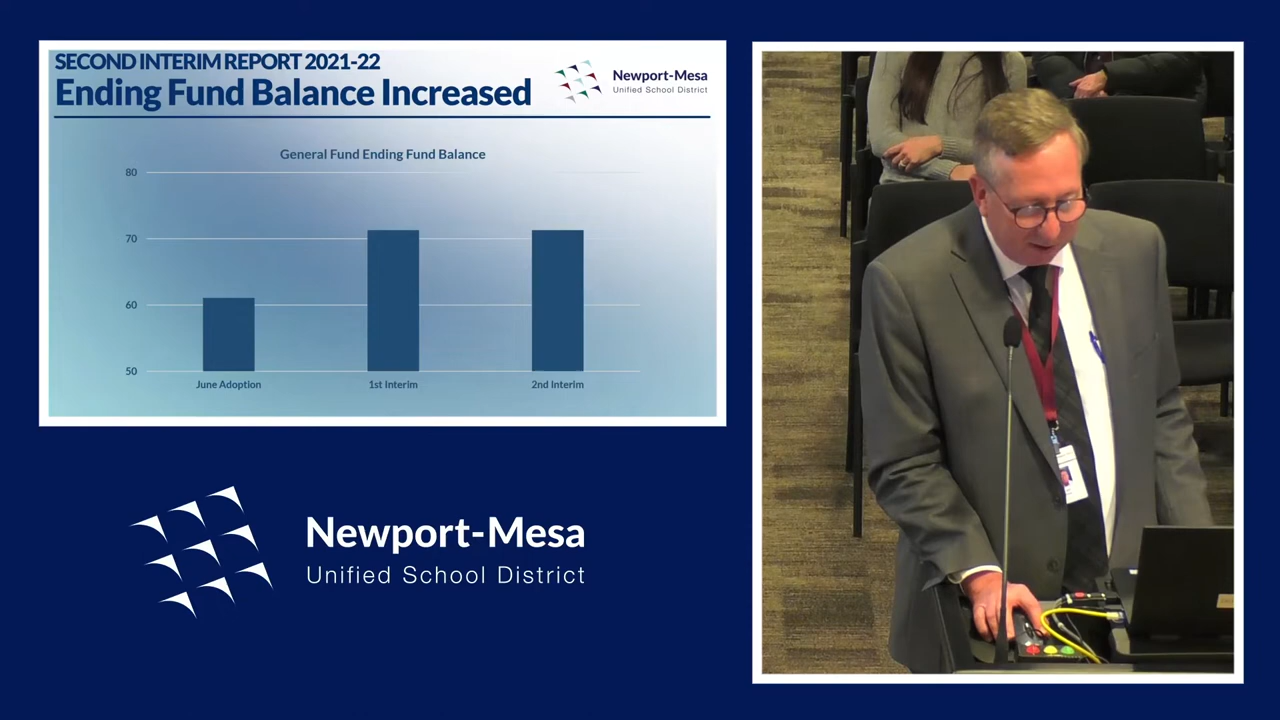 SECOND INTERIM REPORT 2021-22
Ending Fund Balance Increased
Newport-Mesa
Unified School District
General Fund Ending Fund Balance
80
70
60
50
June Adoption
1st Interim
2nd Interim
Newport-Mesa
Unified School District